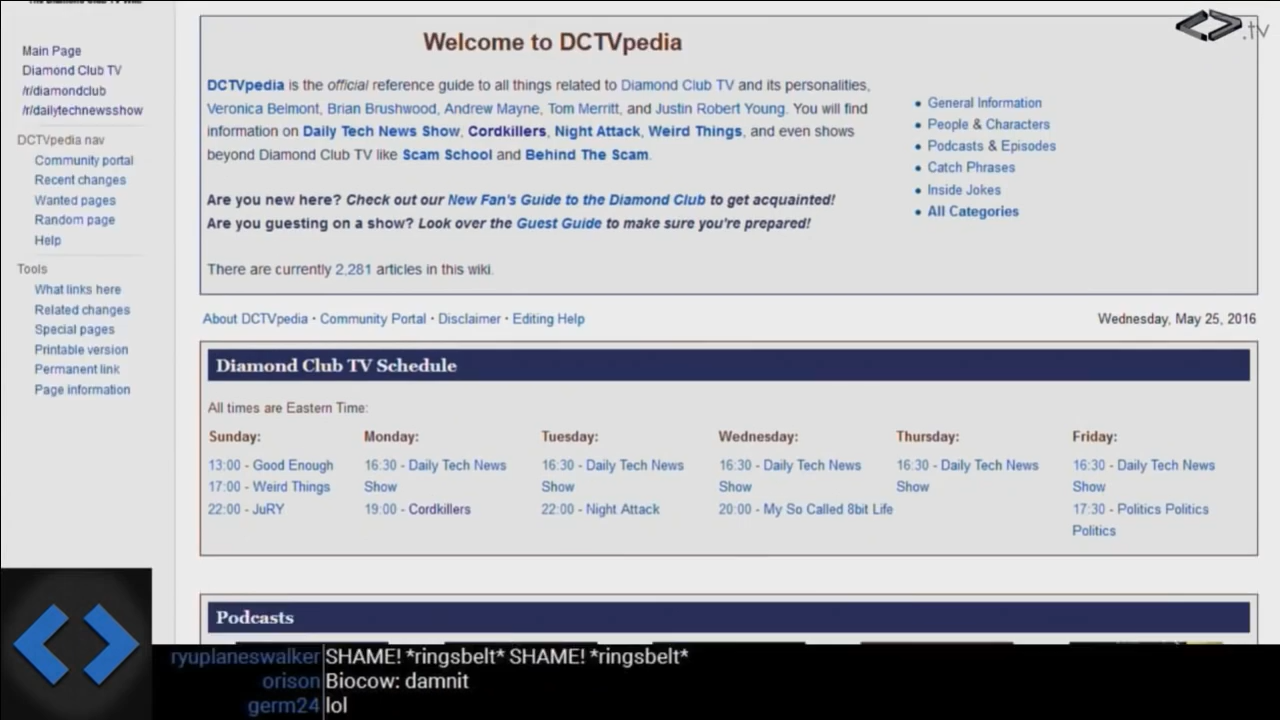 The Diamond Club TV Wiki
.tv
Main Page
Diamond Club TV
/r/diamondclub
/r/dailytechnewsshow
DCTVpedia nav
Community portal
Recent changes
Wanted pages
Random page
Help
Tools
What links here
Related changes
Special pages
Printable version
Permanent link
Page information
Welcome to DCTVpedia
DCTVpedia is the official reference guide to all things related to Diamond Club TV and its personalities,
Veronica Belmont, Brian Brushwood, Andrew Mayne, Tom Merritt, and Justin Robert Young. You will find
information on Daily Tech News Show, Cordkillers, Night Attack, Weird Things, and even shows
beyond Diamond Club TV like Scam School and Behind The Scam.
Are you new here? Check out our New Fan's Guide to the Diamond Club to get acquainted!
Are you guesting on a show? Look over the Guest Guide to make sure you're prepared!
There are currently 2,281 articles in this wiki.
General Information
People & Characters
Podcasts & Episodes
Catch Phrases
Inside Jokes
All Categories
About DCTVpedia · Community Portal · Disclaimer · Editing Help
Wednesday, May 25, 2016
Diamond Club TV Schedule
All times are Eastern Time:
Sunday:
13:00 - Good Enough
17:00 - Weird Things
22:00 - JuRY
Monday:
16:30 - Daily Tech News
Show
19:00 - Cordkillers
Tuesday:
16:30 - Daily Tech News
Show
22:00 - Night Attack
Wednesday:
16:30 - Daily Tech News
Show
20:00 - My So Called 8bit Life
Thursday:
16:30 - Daily Tech News
Show
Friday:
16:30 - Daily Tech News
Show
17:30 - Politics Politics
Politics
Podcasts
ryuplaneswalker SHAME! *ringsbelt* SHAME! *ringsbelt*
orison Biocow: damnit
germ24 lol